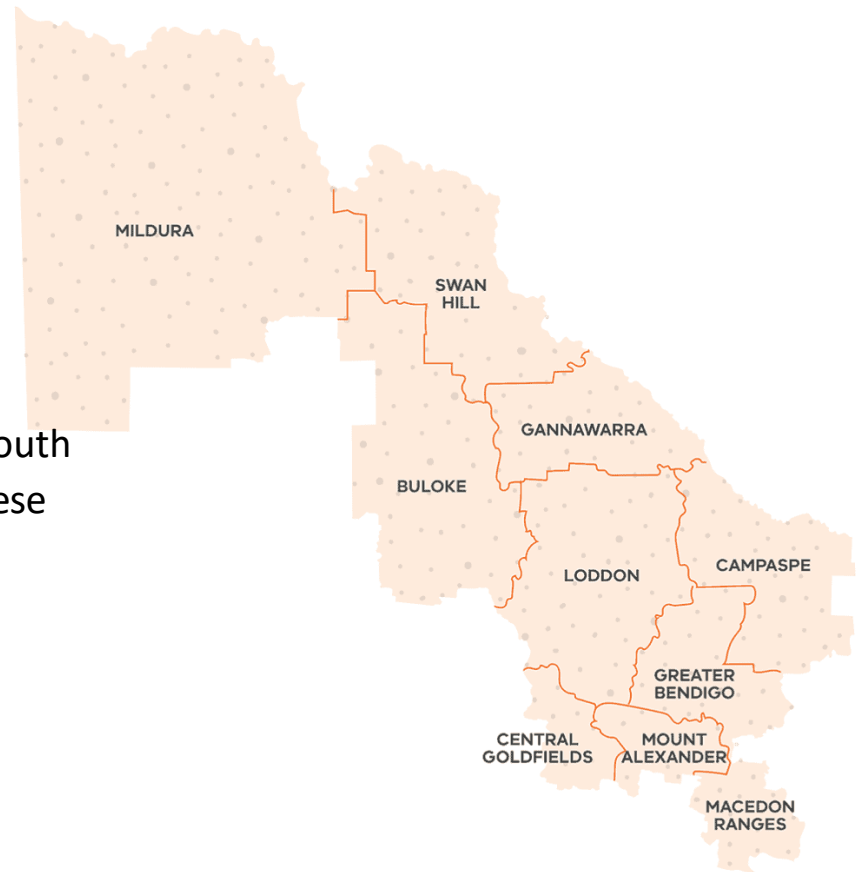 MILDURA
SWAN
HILL
GANNAWARRA
outh
ese
BULOKE
LODDON
CAMPASPE
GREATER
BENDIGO
CENTRAL
GOLDFIELDS
MOUNT
ALEXANDER
MACEDON
RANGES